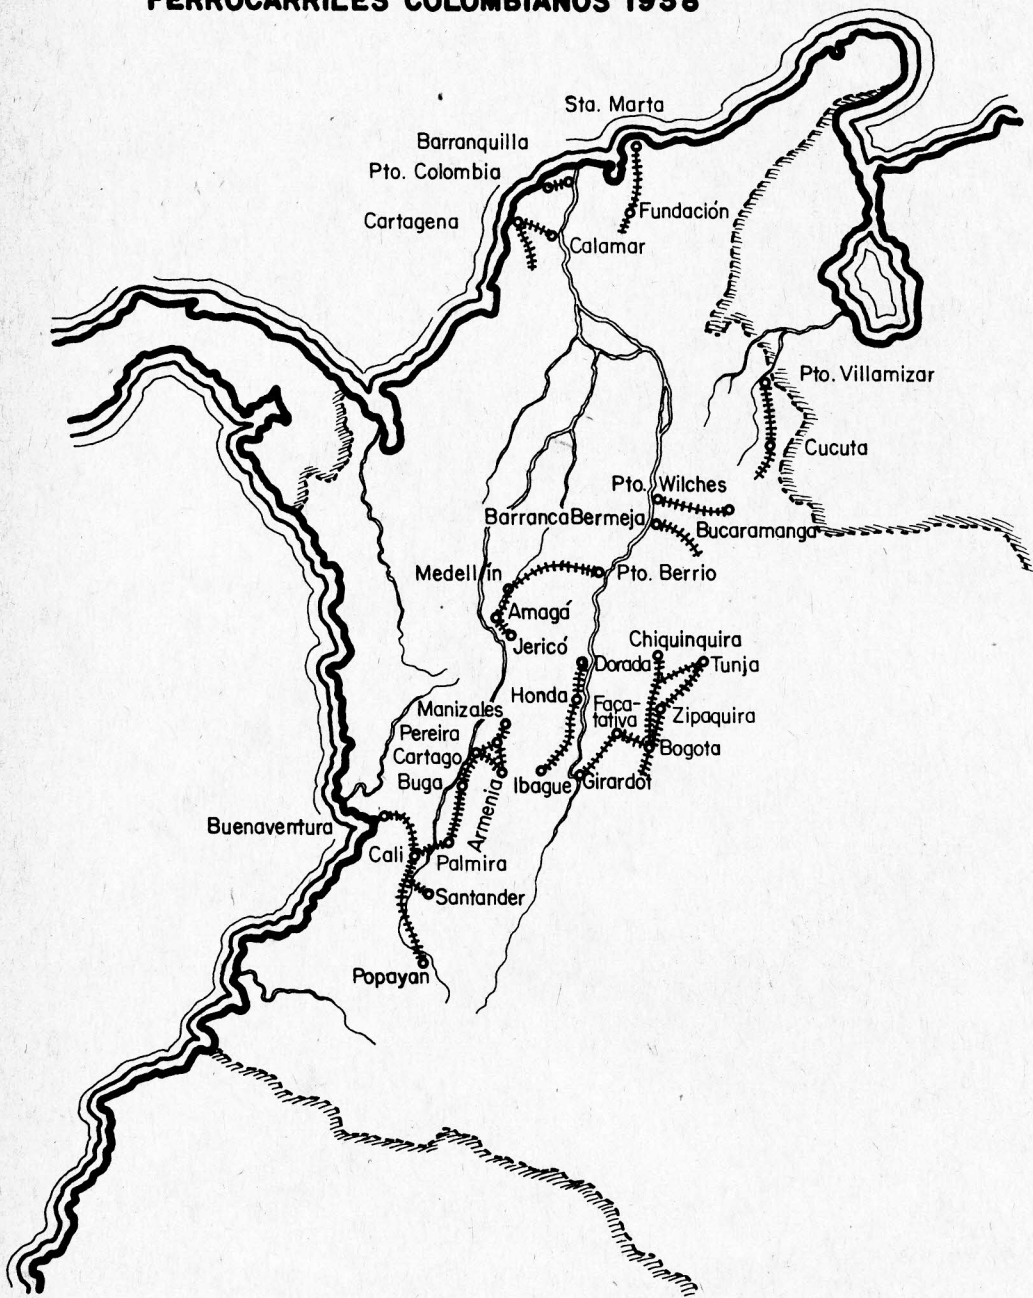 FERROCARRILES COLOMBIANOS 1938
Sta. Marta
Barranquilla
Pto. Colombia
Cartagena
Fundación
Calamar
Pto. Villamizar
Cucuta
Pto. Wilches
BarrancaBermeja
Bucaramanga
Medellín
Pto. Berrio
Amagá
Jericó
Chiquinquira
Dorada
Tunja
Honda
Faca-
tativa
Zipaquira
Manizales
Pereira
Bogota
Cartago
Buga
Armenia
Ibague
Girardot
Buenaventura
Cali
Palmira
Santander
Popayan